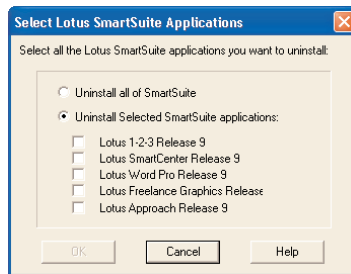 Select Lotus SmartSuite Applications
Select all the Lotus SmartSuite applications you want to uninstall:
Uninstall all of SmartSuite
Uninstall Selected SmartSuite applications:
Lotus 1-2-3 Release 9
Lotus SmartCenter Release 9
Lotus Word Pro Release 9
Lotus Freelance Graphics Release
Lotus Approach Release 9
OK Cancel Help